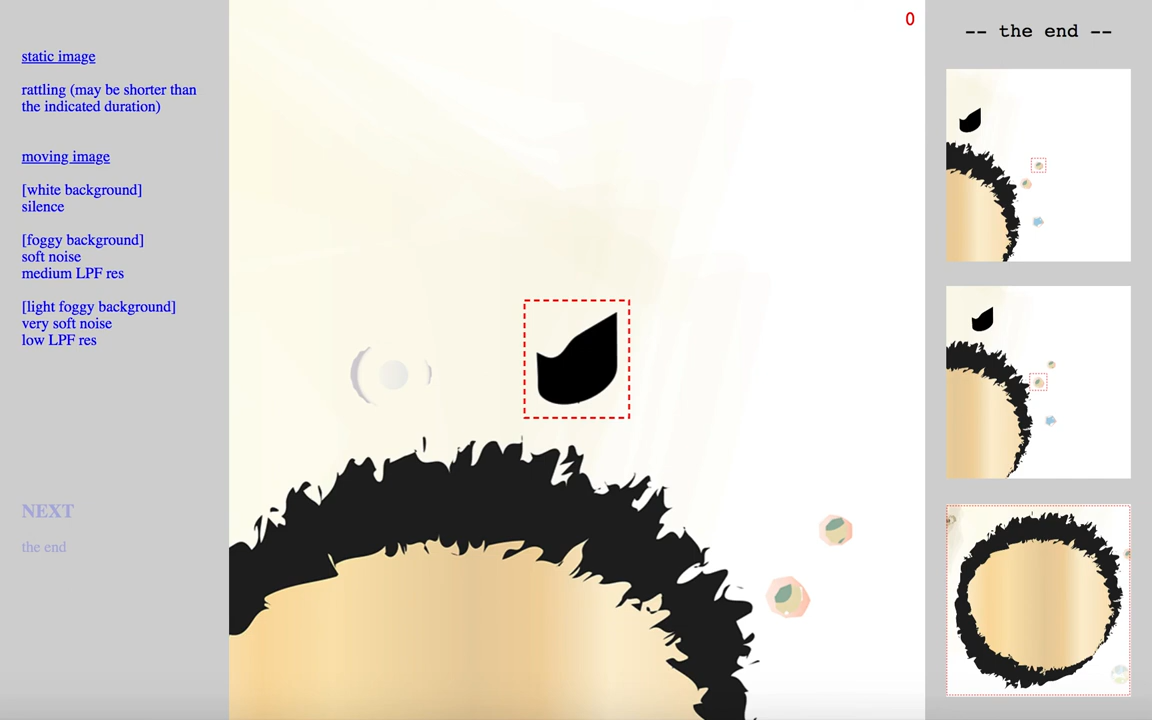 static image
rattling (may be shorter than
the indicated duration)
moving image
[white background]
silence
[foggy background]
soft noise
medium LPF res
[light foggy background]
very soft noise
low LPF res
NEXT
the end
0
-- the end --